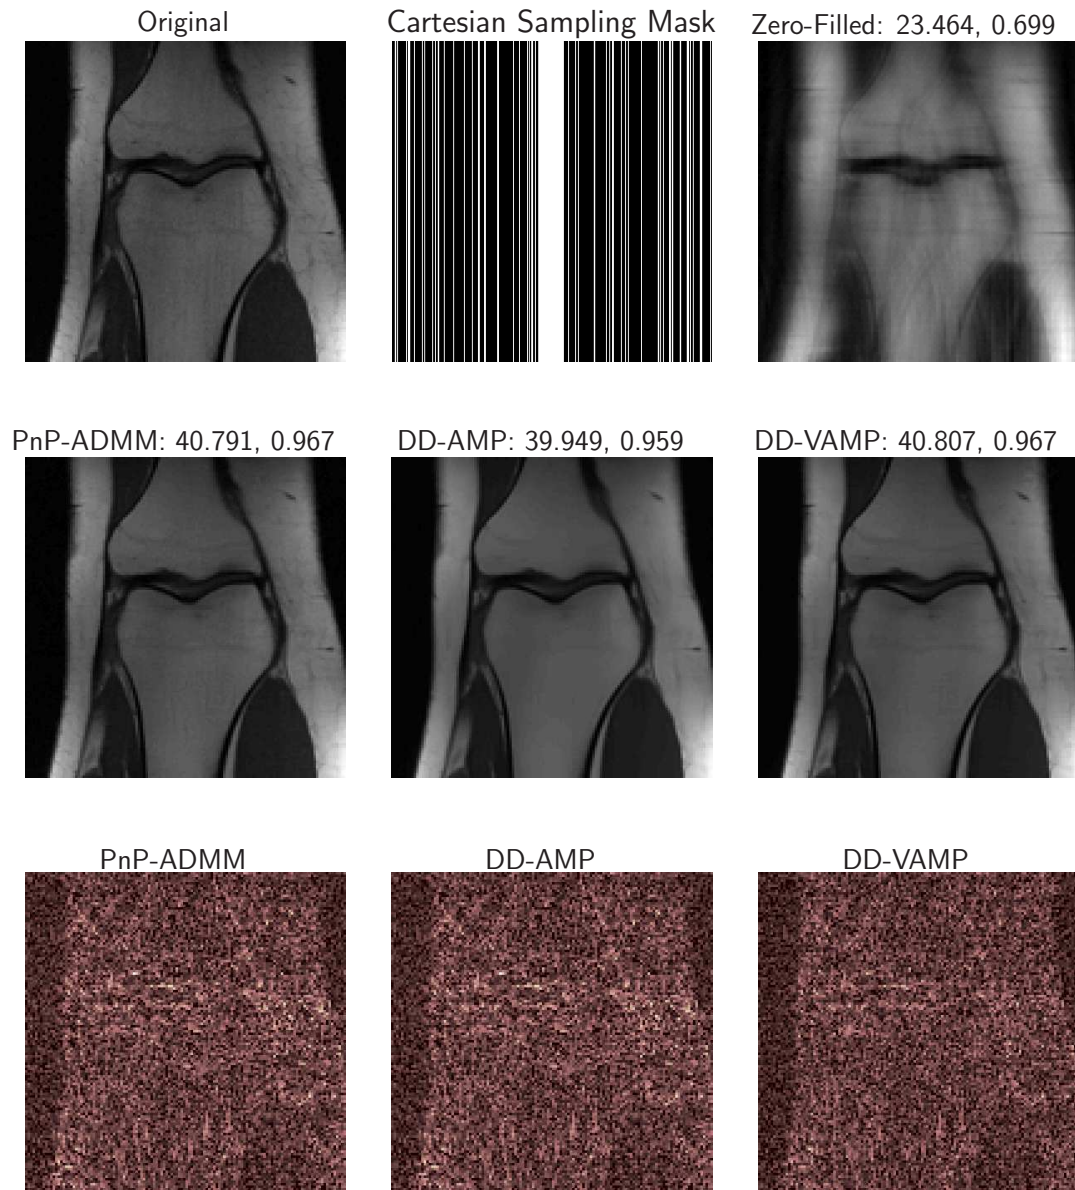 Original
Cartesian Sampling Mask
Zero-Filled: 23.464, 0.699
PnP-ADMM: 40.791, 0.967
DD-AMP: 39.949, 0.959
DD-VAMP: 40.807, 0.967
PnP-ADMM
DD-AMP
DD-VAMP